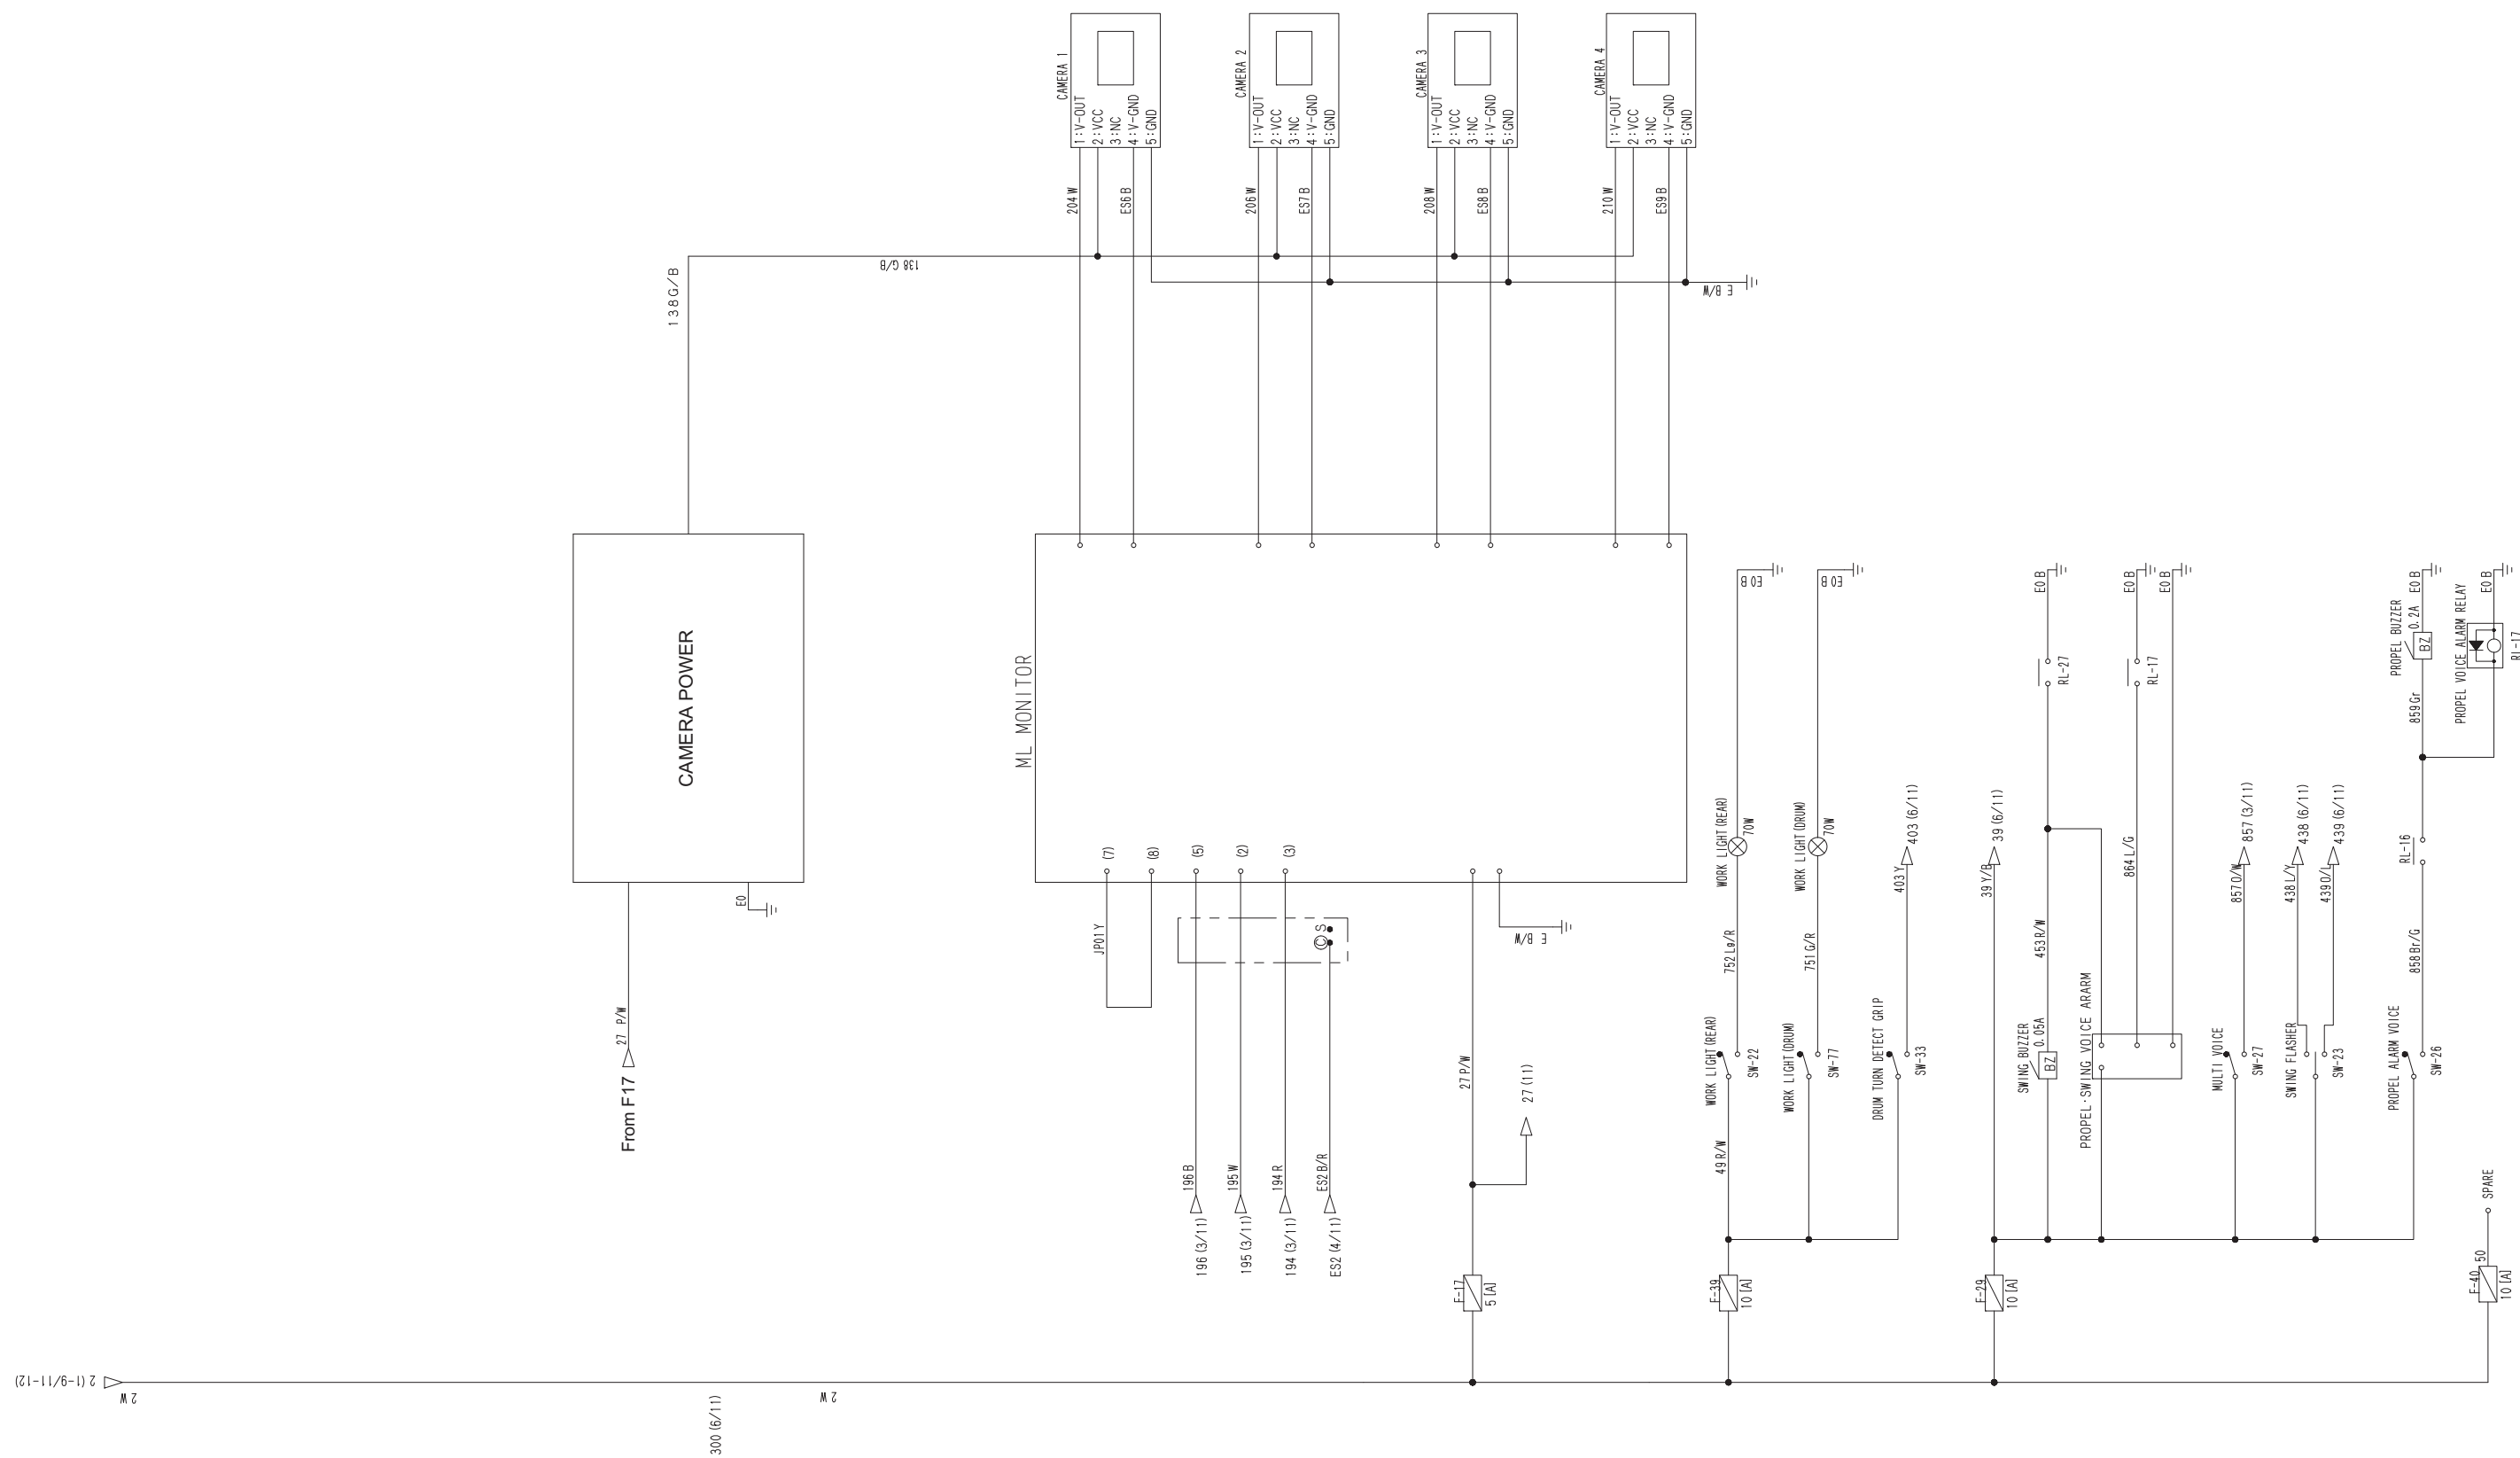 CAMERA 1
1:V-OUT
2:VCC
3:NC
4:V-GND
5:GND
CAMERA 2
1:V-OUT
2:VCC
3:NC
4:V-GND
5:GND
CAMERA 3
1:V-OUT
2:VCC
3:NC
4:V-GND
5:GND
CAMERA 4
1:V-OUT
2:VCC
3:NC
4:V-GND
5:GND
204 W
ES6 B
206 W
ES7 B
208 W
ES8 B
210 W
ES9 B
138 G/B
138 G/B
E B/W
CAMERA POWER
E0
27 P/W
From F17
ML MONITOR
(7)
(8)
(5)
(2)
(3)
JP01 Y
C
S
E B/W
196 B
195 W
194 R
ES2 B/R
196 (3/11)
195 (3/11)
194 (3/11)
ES2 (4/11)
27 P/W
27 (11)
F-17
5 [A]
E0 B
WORK LIGHT(REAR)
70W
752 Lg/R
WORK LIGHT(REAR)
SW-22
49 R/W
F-39
10 [A]
E0 B
WORK LIGHT(DRUM)
70W
751 G/R
WORK LIGHT(DRUM)
SW-77
403 (6/11)
403 Y
DRUM TURN DETECT GRIP
SW-33
39 (6/11)
39 Y/B
F-29
10 [A]
E0 B
RL-27
453 R/W
SWING BUZZER
0.05A
BZ
E0 B
RL-17
864 L/G
E0 B
PROPEL·SWING VOICE ARARM
857 (3/11)
857 O/W
MULTI VOICE
SW-27
438 (6/11)
438 L/Y
439 (6/11)
439 O/L
SWING FLASHER
SW-23
E0 B
PROPEL BUZZER
0.2A
BZ
859 Gr
RL-16
858 Br/G
PROPEL ALARM VOICE
SW-26
E0 B
PROPEL VOICE ALARM RELAY
RL-17
SPARE
50
F-40
10 [A]
2 (1-9/11-12)
2 W
2 W
300 (6/11)